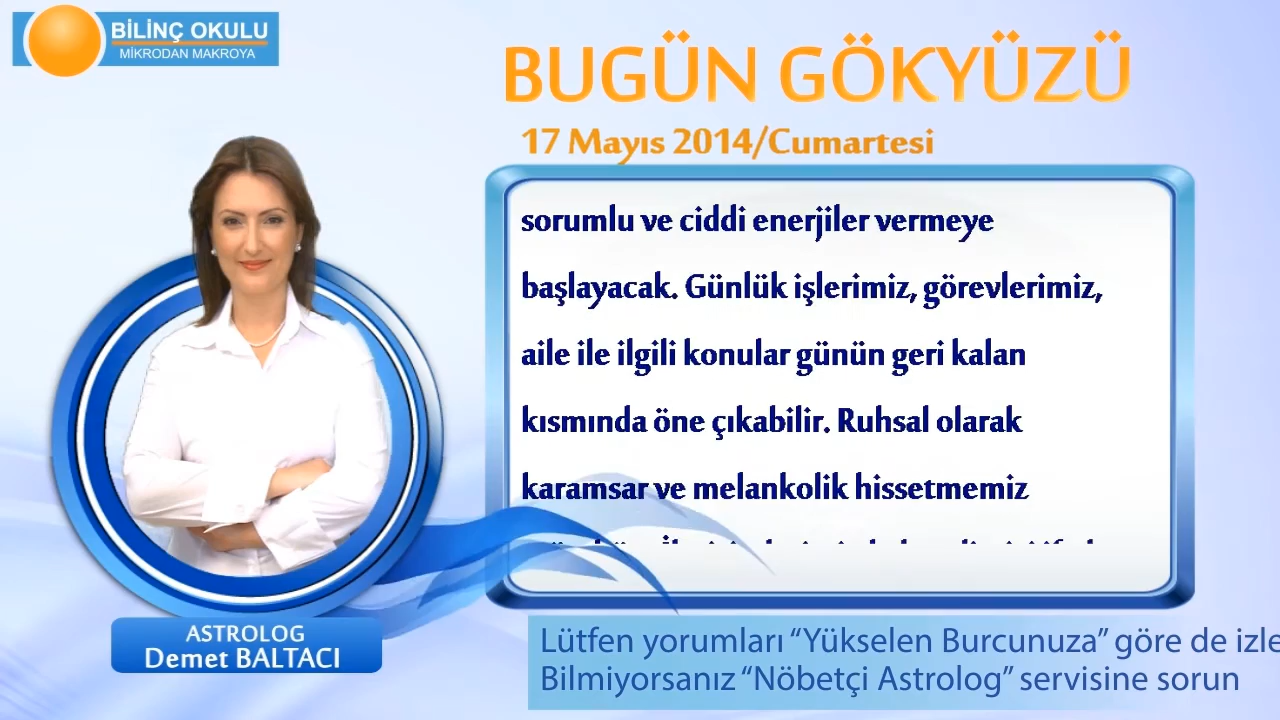 BİLİNÇ OKULU
MİKRODAN MAKROYA
BUGÜN GÖKYÜZÜ
17 Mayıs 2014/Cumartesi
sorumlu ve ciddi enerjiler vermeye
başlayacak. Günlük işlerimiz, görevlerimiz,
aile ile ilgili konular günün geri kalan
kısmında öne çıkabilir. Ruhsal olarak
karamsar ve melankolik hissetmemiz
ASTROLOG
Demet BALTACI
Lütfen yorumları “Yükselen Burcunuza” göre de izle
Bilmiyorsanız “Nöbetçi Astrolog” servisine sorun